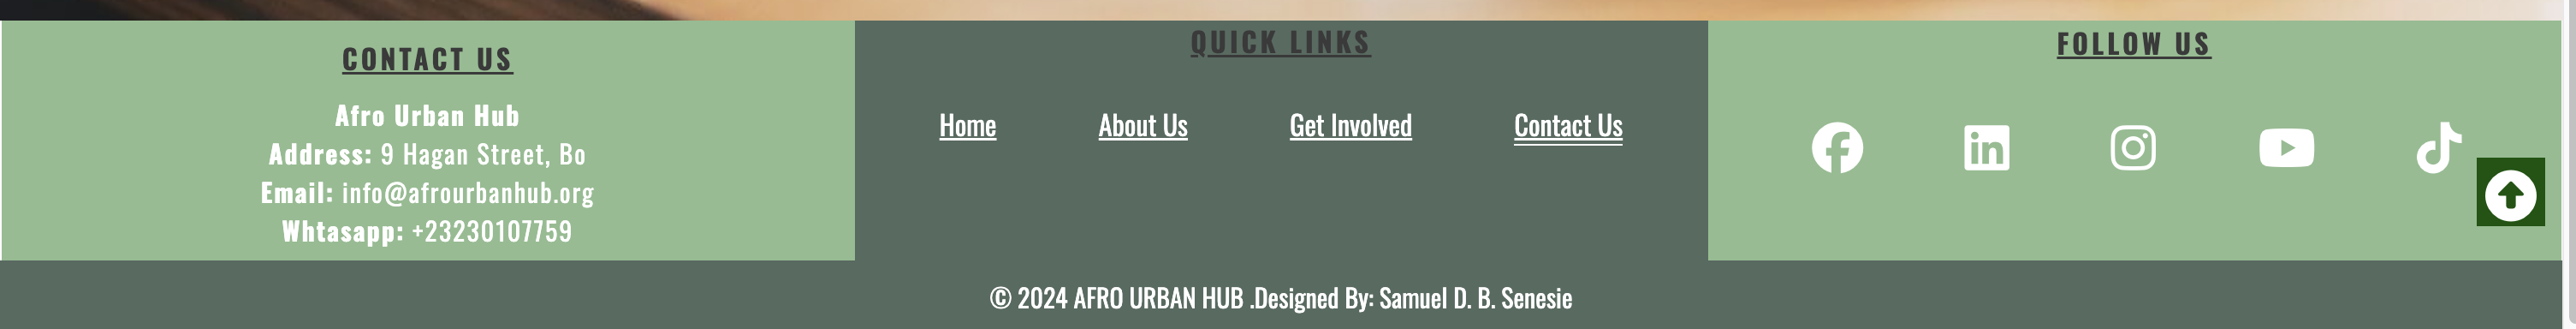 CONTACT US
Afro Urban Hub
Address: 9 Hagan Street, Bo
Email: info@afrourbanhub.org
Whtasapp: +23230107759
QUICK LINKS
Home About Us Get Involved Contact Us
FOLLOW US
© 2024 AFRO URBAN HUB .Designed By: Samuel D. B. Senesie